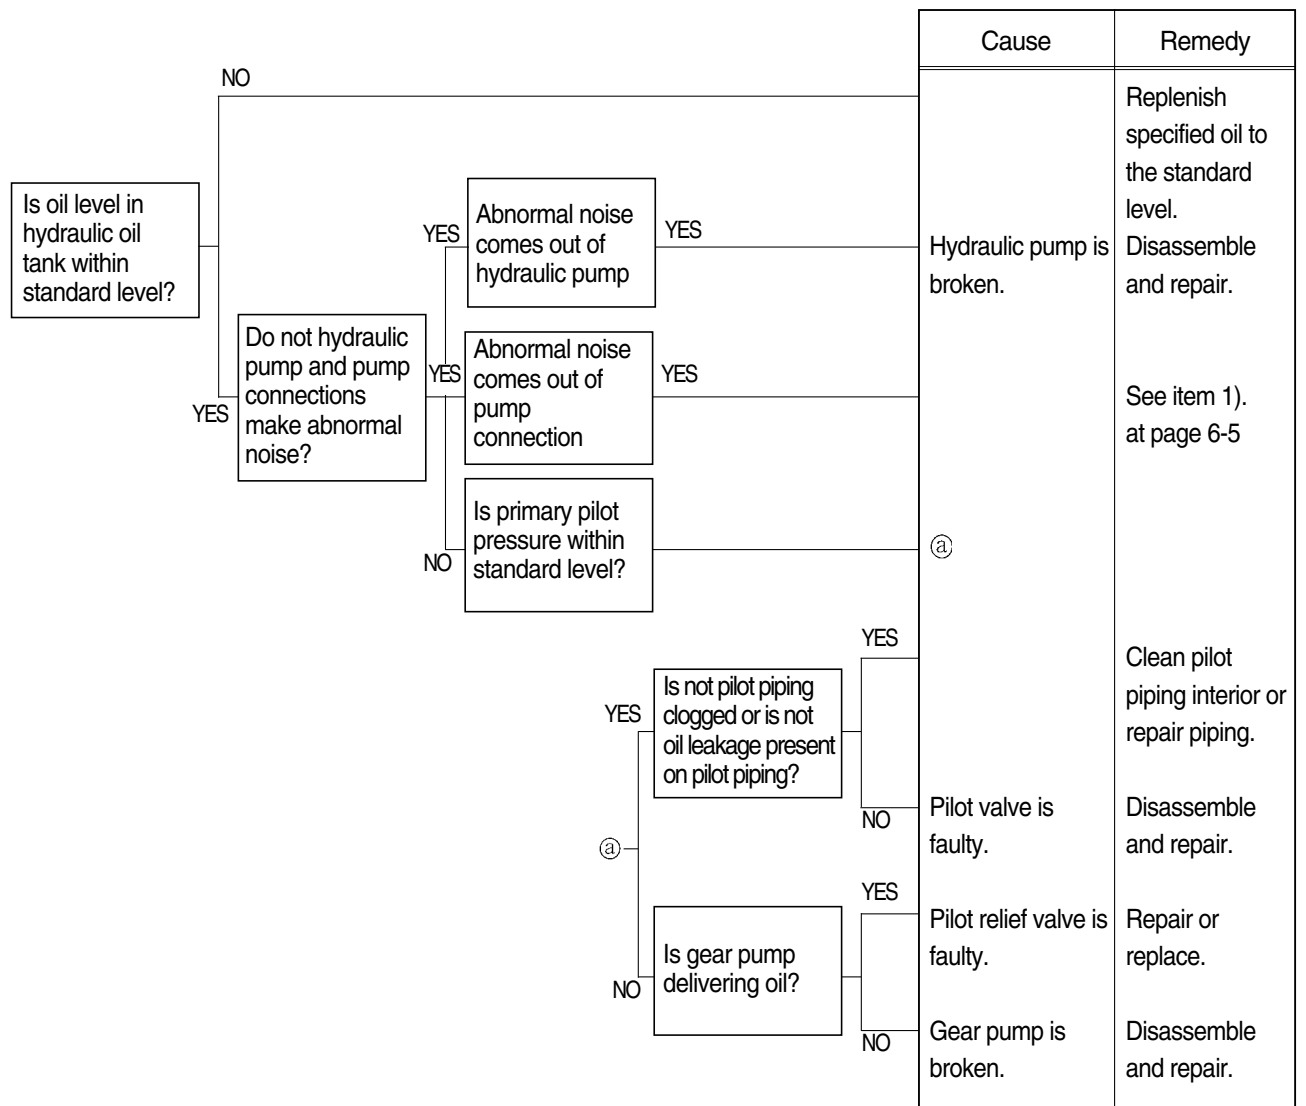 Cause
Remedy
NO
Replenish
specified oil to
the standard
level.
Is oil level in
hydraulic oil
tank within
standard level?
YES
Abnormal noise
comes out of
hydraulic pump
YES
Hydraulic pump is
broken.
Disassemble
and repair.
YES
Do not hydraulic
pump and pump
connections
make abnormal
noise?
YES
Abnormal noise
comes out of
pump
connection
YES
See item 1).
at page 6-5
NO
Is primary pilot
pressure within
standard level?
ⓐ
YES
Is not pilot piping
clogged or is not
oil leakage present
on pilot piping?
YES
Clean pilot
piping interior or
repair piping.
NO
Pilot valve is
faulty.
Disassemble
and repair.
ⓐ
NO
Is gear pump
delivering oil?
YES
Pilot relief valve is
faulty.
Repair or
replace.
NO
Gear pump is
broken.
Disassemble
and repair.